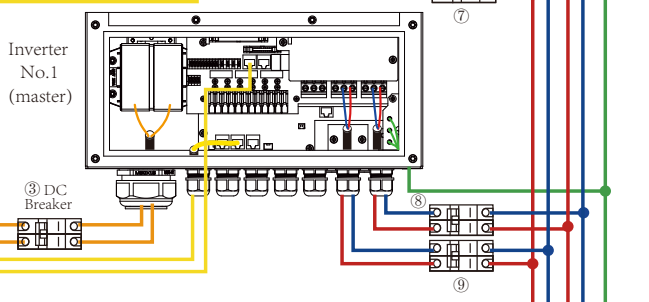 ⑦
Inverter
No.1
(master)
③ DC
Breaker
⑧
⑨